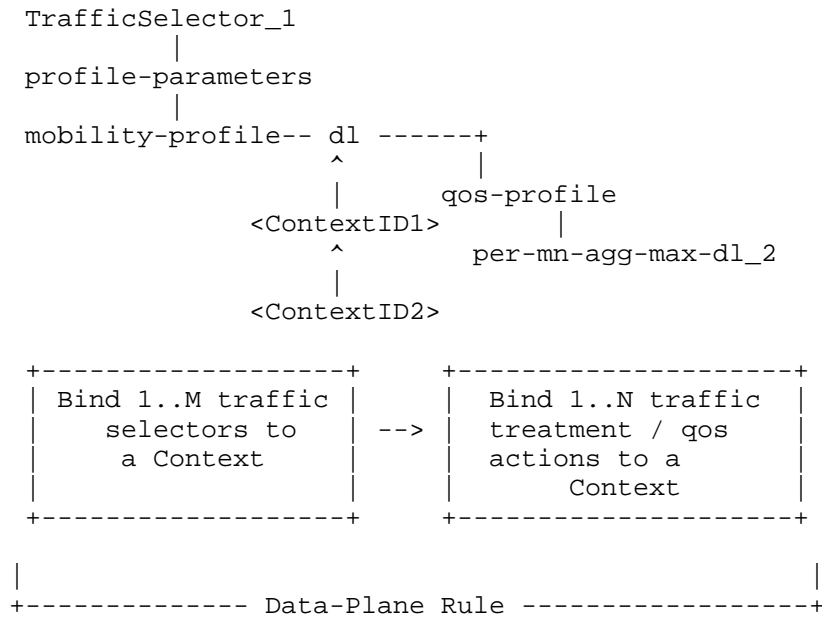 TrafficSelector_1
profile-parameters
mobility-profile-- dl ------+
qos-profile
<ContextID1>
per-mn-agg-max-dl_2
<ContextID2>
Bind 1..M traffic
selectors to
a Context
-->
Bind 1..N traffic
treatment / qos
actions to a
Context
+-------------- Data-Plane Rule ------------------+